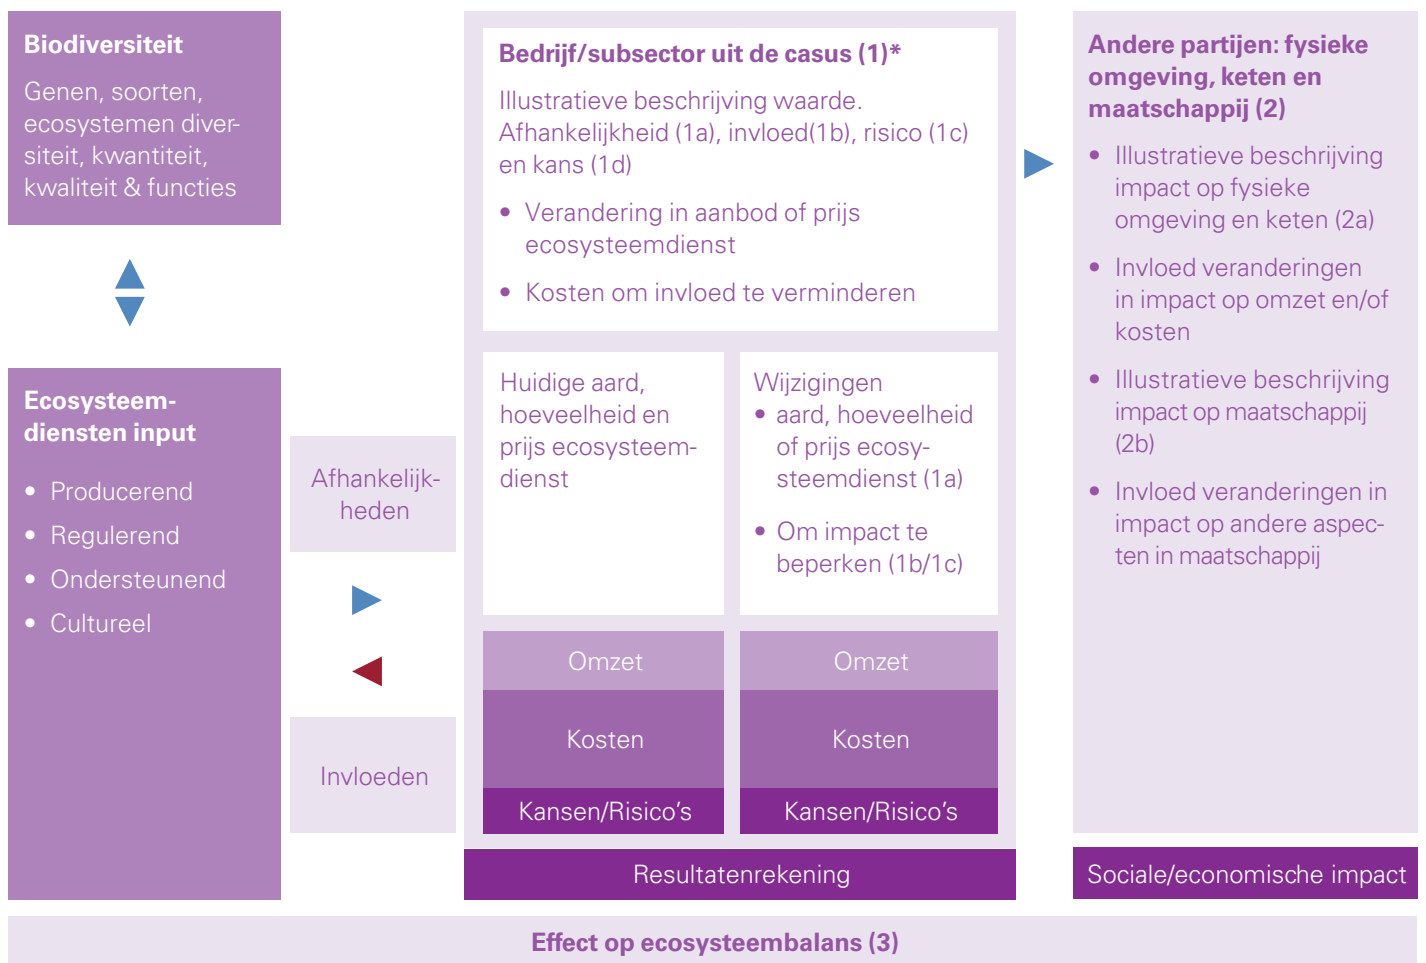 Biodiversiteit
Genen, soorten,
ecosystemen diver-
siteit, kwantiteit,
kwaliteit & functies
Ecosysteem-
diensten input
• Producerend
• Regulerend
• Ondersteunend
• Cultureel
Afhankelijk-
heden
Invloeden
Bedrijf/subsector uit de casus (1)*
Illustratieve beschrijving waarde.
Afhankelijkheid (1a), invloed(1b), risico (1c)
en kans (1d)
• Verandering in aanbod of prijs
ecosysteemdienst
• Kosten om invloed te verminderen
Huidige aard,
hoeveelheid en
prijs ecosysteem-
dienst
Wijzigingen
• aard, hoeveelheid
of prijs ecosy-
steemdienst (1a)
• Om impact te
beperken (1b/1c)
Omzet
Kosten
Kansen/Risico’s
Omzet
Kosten
Kansen/Risico’s
Resultatenrekening
Andere partijen: fysieke
omgeving, keten en
maatschappij (2)
• Illustratieve beschrijving
impact op fysieke
omgeving en keten (2a)
• Invloed veranderingen
in impact op omzet en/of
kosten
• Illustratieve beschrijving
impact op maatschappij
(2b)
• Invloed veranderingen in
impact op andere aspec-
ten in maatschappij
Sociale/economische impact
Effect op ecosysteembalans (3)